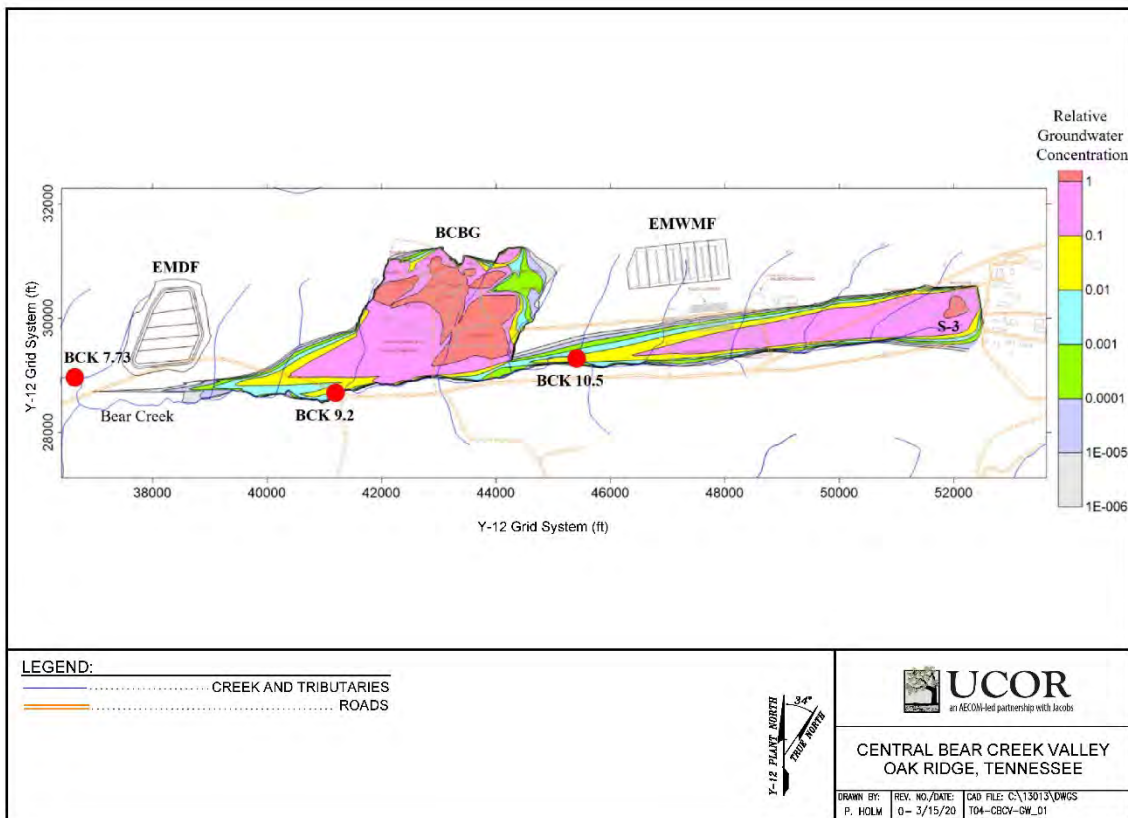 Relative
Groundwater
Concentration
1
0.1
0.01
0.001
0.0001
1E-005
1E-006
32000
30000
28000
Y-12 Grid System (ft)
BCBG
EMWMF
EMDF
S-3
BCK 7.73
BCK 10.5
Bear Creek
BCK 9.2
38000 40000 42000 44000 46000 48000 50000 52000
Y-12 Grid System (ft)
LEGEND:
CREEK AND TRIBUTARIES
ROADS
34°
Y-12 PLANT NORTH
TRUE NORTH
UCOR
an AECOM-led partnership with Jacobs
CENTRAL BEAR CREEK VALLEY
OAK RIDGE, TENNESSEE
DRAWN BY: REV. NO./DATE: CAD FILE: C:\13013\DWGS
P. HOLM 0- 3/15/20 T04-CBCV-GW_01